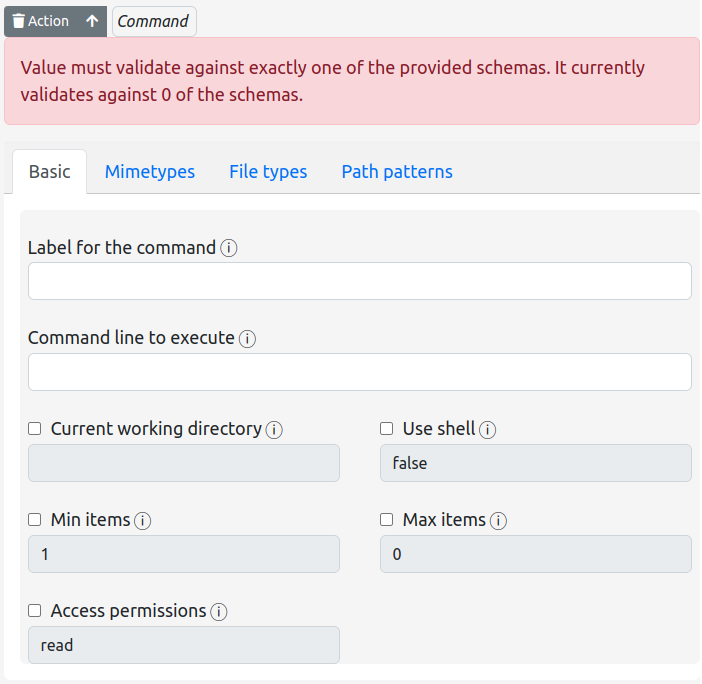 Action Command
Value must validate against exactly one of the provided schemas. It currently
validates against 0 of the schemas.
Basic Mimetypes File types Path patterns
Label for the command
Command line to execute
Current working directory Use shell
false
Min items Max items
1 0
Access permissions
read